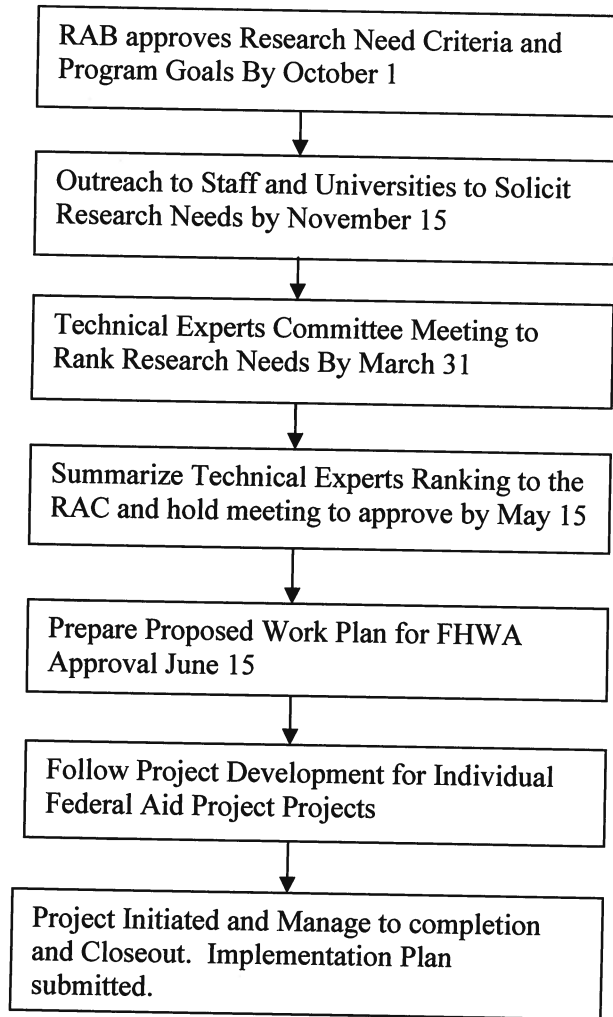 RAB approves Research Need Criteria and
Program Goals By October 1
Outreach to Staff and Universities to Solicit
Research Needs by November 15
Technical Experts Committee Meeting to
Rank Research Needs By March 31
Summarize Technical Experts Ranking to the
RAC and hold meeting to approve by May 15
Prepare Proposed Work Plan for FHWA
Approval June 15
Follow Project Development for Individual
Federal Aid Project Projects
Project Initiated and Manage to completion
and Closeout.  Implementation Plan
submitted.